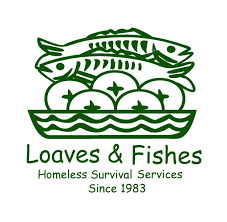 Loaves & Fishes
Homeless Survival Services
Since 1983